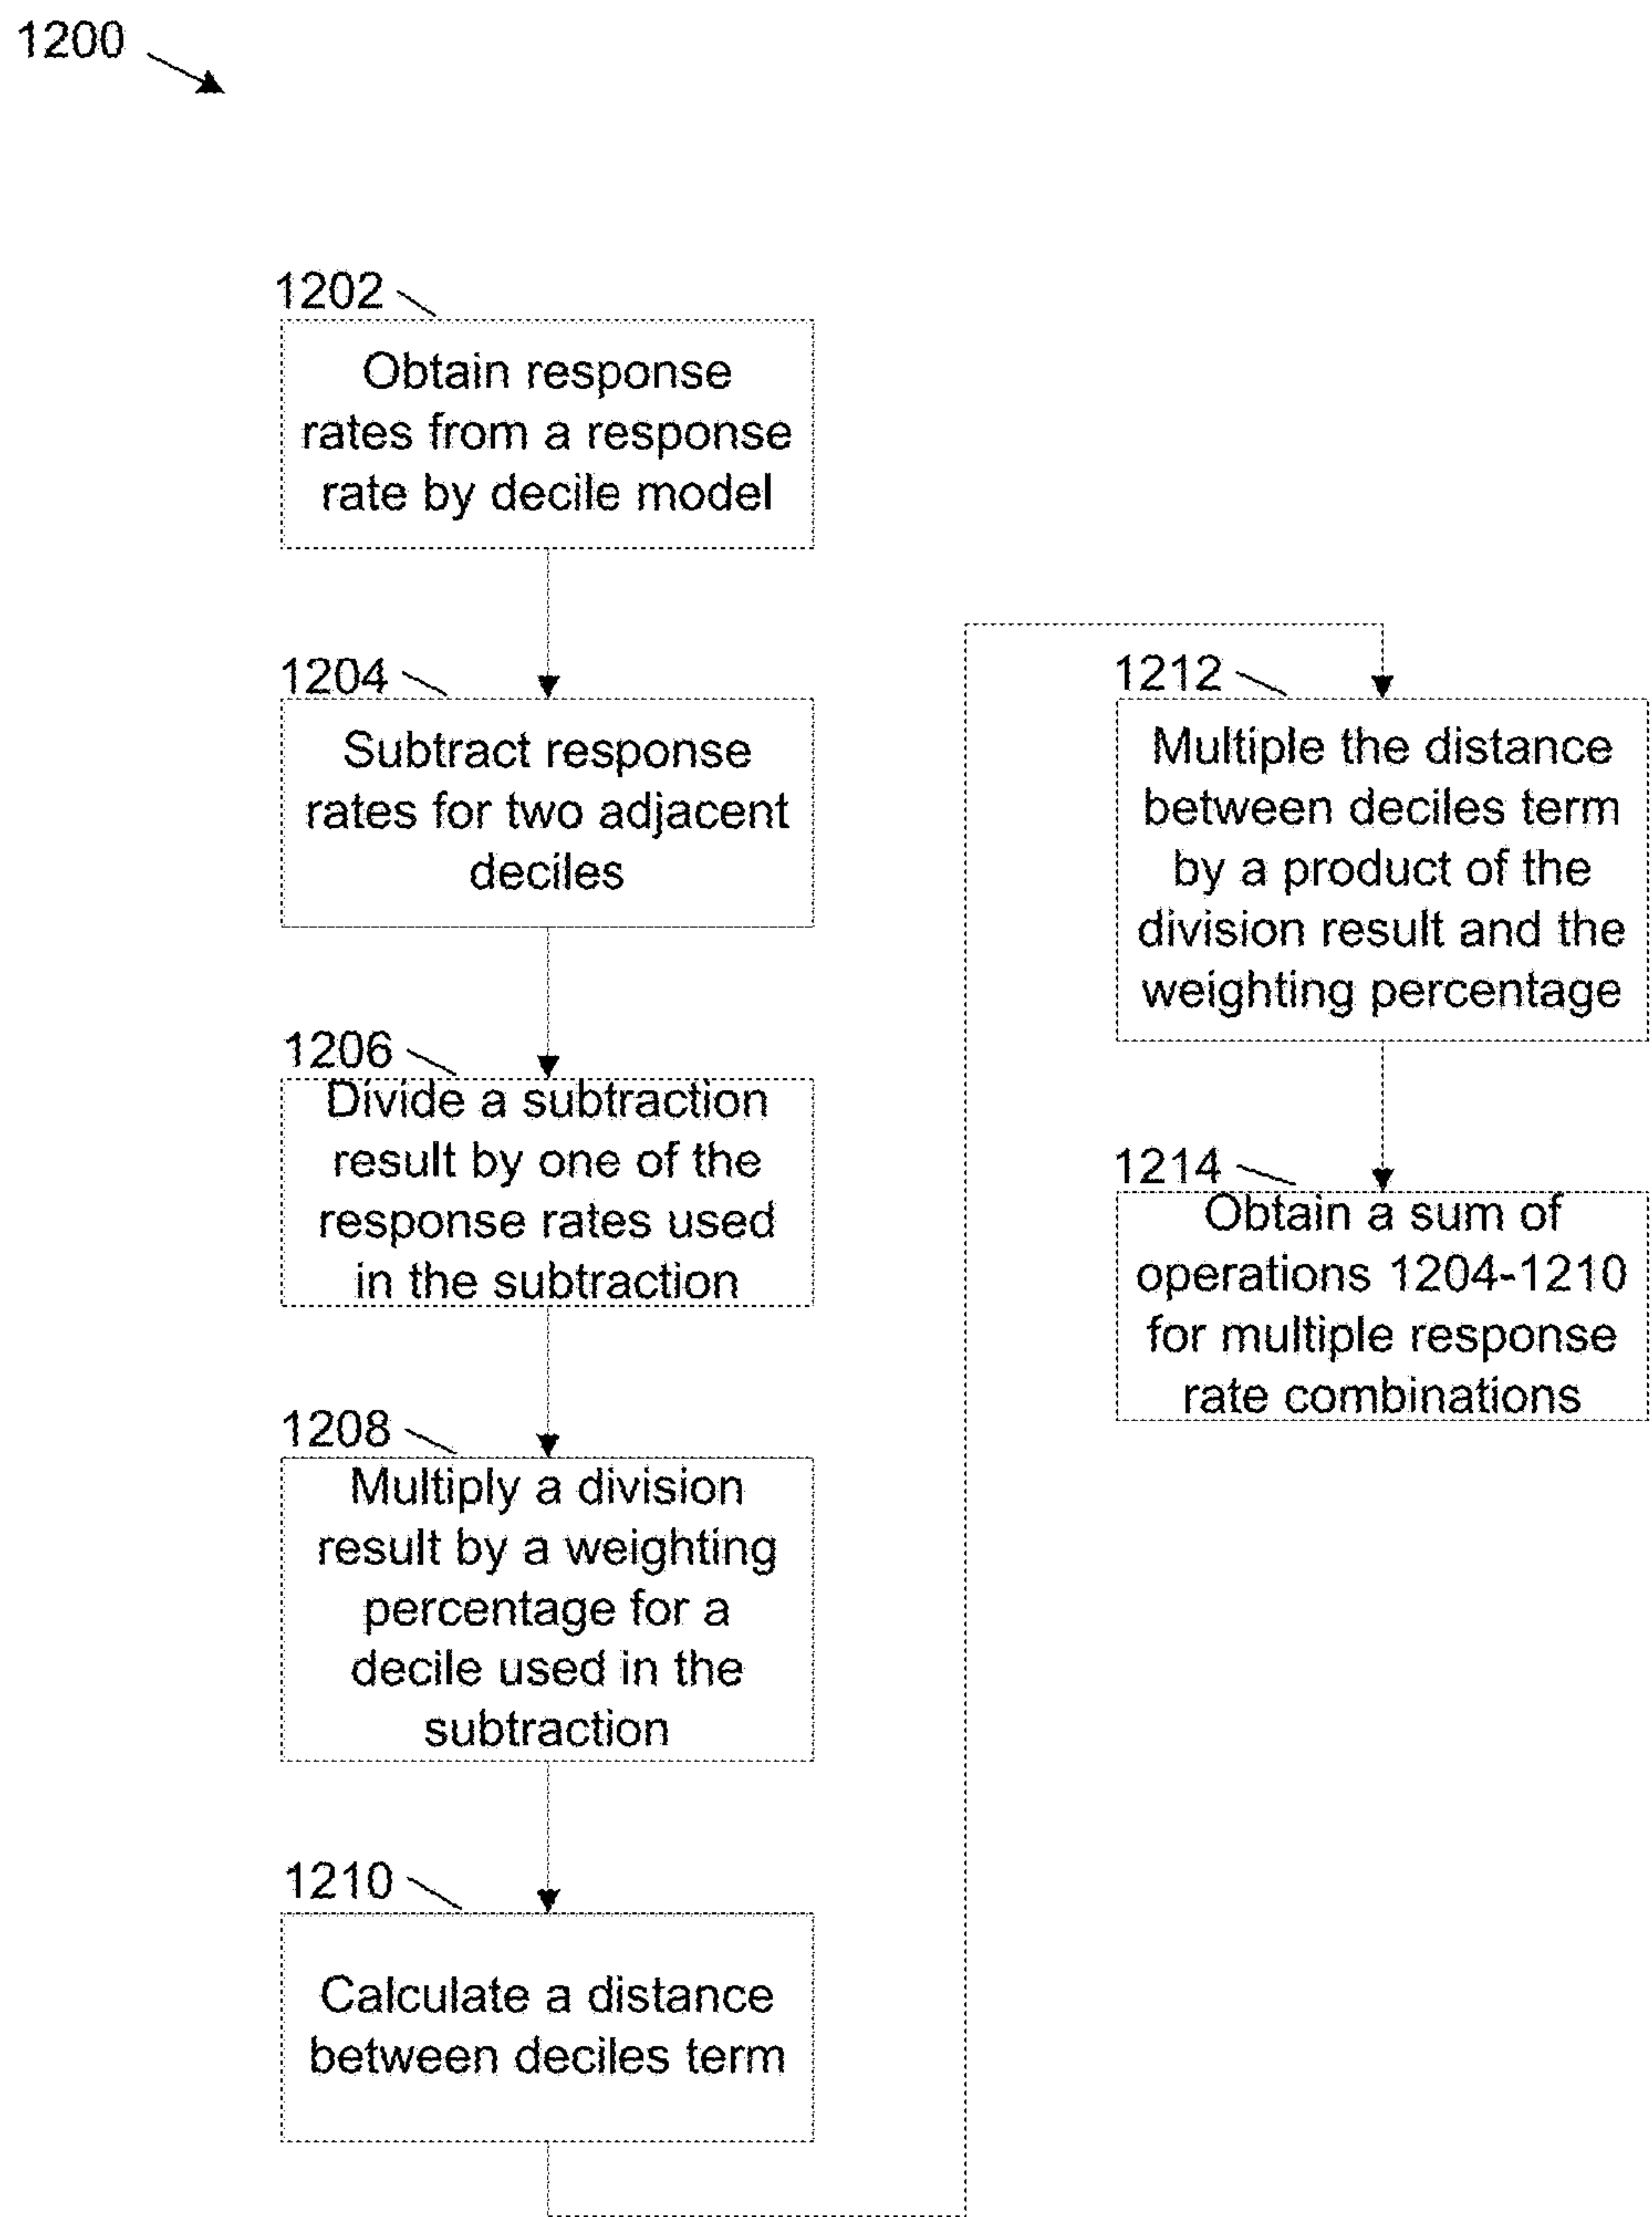 1200
1202
Obtain response
rates from a response
rate by decile model
1204
Subtract response
rates for two adjacent
deciles
1206
Divide a subtraction
result by one of the
response rates used
in the subtraction
1208
Multiply a division
result by a weighting
percentage for a
decile used in the
subtraction
1210
Calculate a distance
between deciles term
1212
Multiple the distance
between deciles term
by a product of the
division result and the
weighting percentage
1214
Obtain a sum of
operations 1204-1210
for multiple response
rate combinations